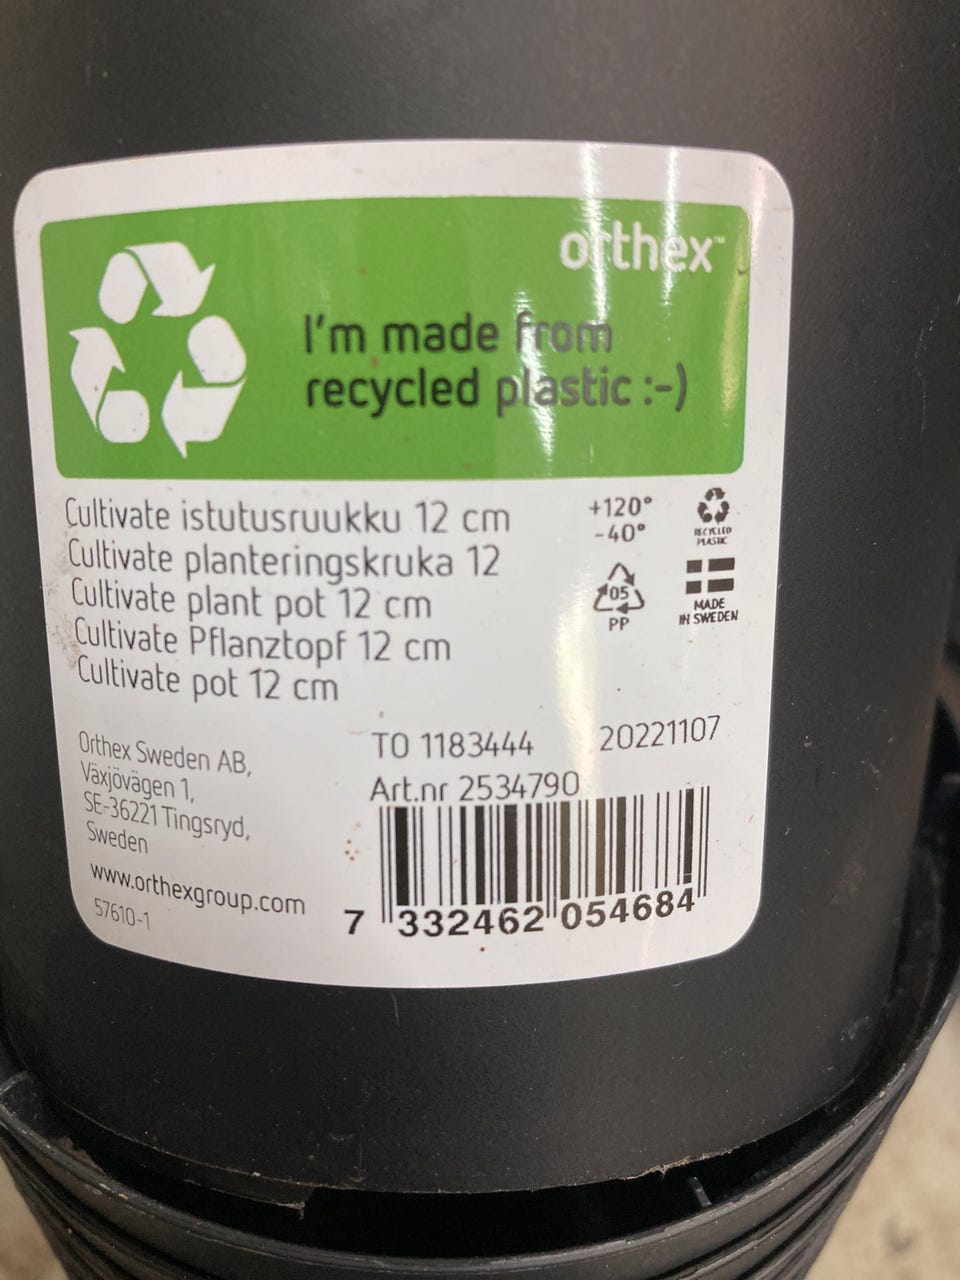 orthex™
I'm made from
recycled plastic :-)
Cultivate istutusruukku 12 cm
Cultivate planteringskruka 12
Cultivate plant pot 12 cm
Cultivate Pflanztopf 12 cm
Cultivate pot 12 cm
+120°
-40°
RECYCLED
PLASTIC
05
PP
MADE
IN SWEDEN
TO 1183444 20221107
Art.nr 2534790
Orthex Sweden AB,
Växjövägen 1,
SE-36221 Tingsryd,
Sweden
www.orthexgroup.com
57610-1
7 332462 054684